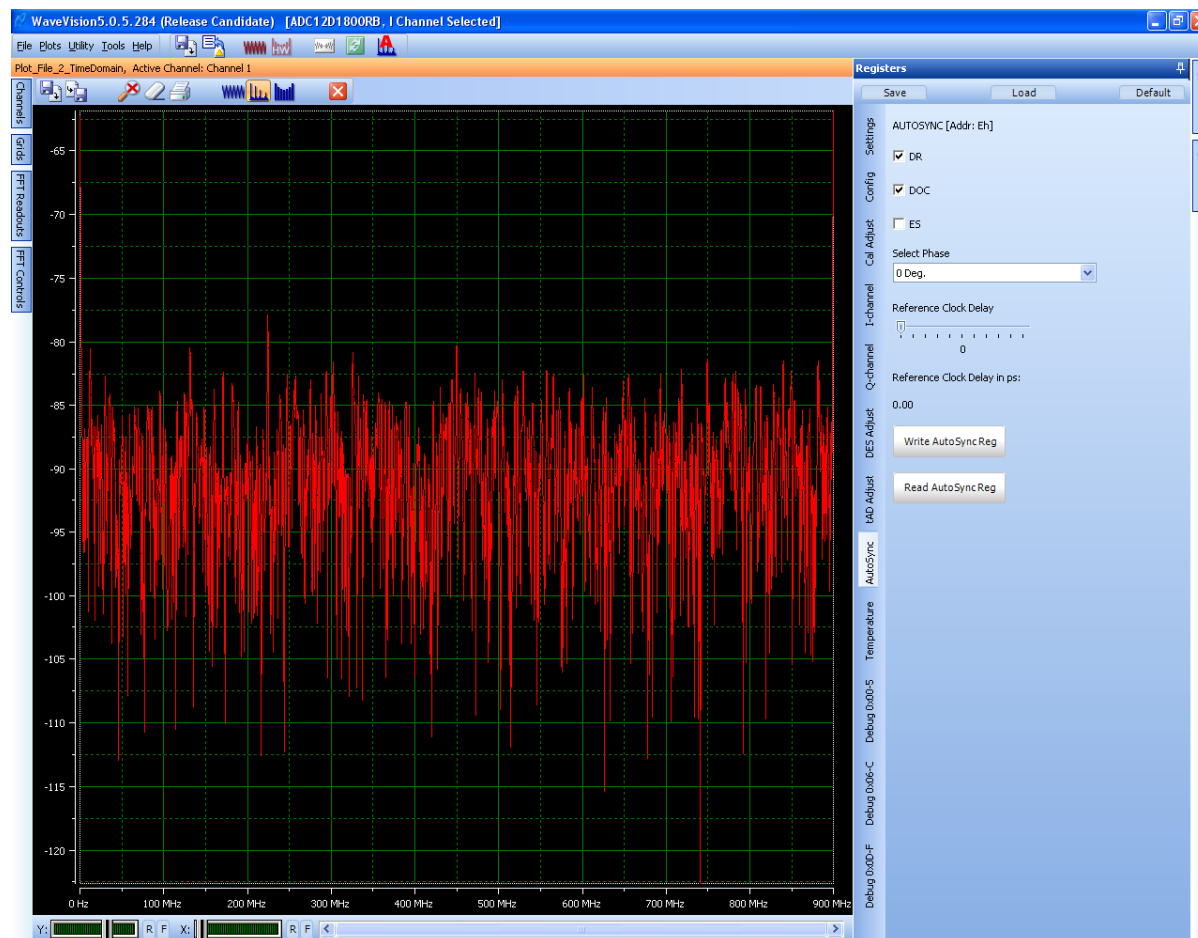 WaveVision5.0.5.284 (Release Candidate) [ADC12D1800RB, I Channel Selected]
File Plots Utility Tools Help
Plot_File_2_TimeDomain, Active Channel: Channel 1
Registers
Save Load Default
Channels
Grids
FFT Readouts
FFT Controls
-65
-70
-75
-80
-85
-90
-95
-100
-105
-110
-115
-120
0 Hz 100 MHz 200 MHz 300 MHz 400 MHz 500 MHz 600 MHz 700 MHz 800 MHz 900 MHz
Y: R F X: R F
Settings
Config
Cal Adjust
I-channel
Q-channel
DES Adjust
tAD Adjust
AutoSync
Temperature
Debug 0x00-5
Debug 0x06-C
Debug 0x0D-F
AUTOSYNC [Addr: Eh]
DR
DOC
ES
Select Phase
0 Deg.
Reference Clock Delay
0
Reference Clock Delay in ps:
0.00
Write AutoSync Reg
Read AutoSync Reg